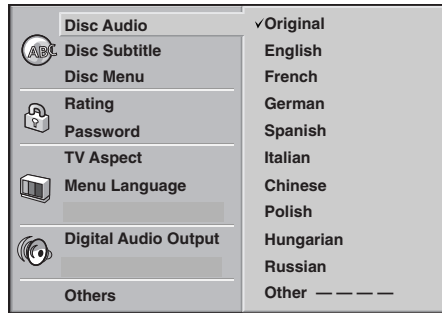 Disc Audio
Disc Subtitle
Disc Menu
Rating
Password
TV Aspect
Menu Language
Digital Audio Output
Others
✓Original
English
French
German
Spanish
Italian
Chinese
Polish
Hungarian
Russian
Other — — — —
ABC